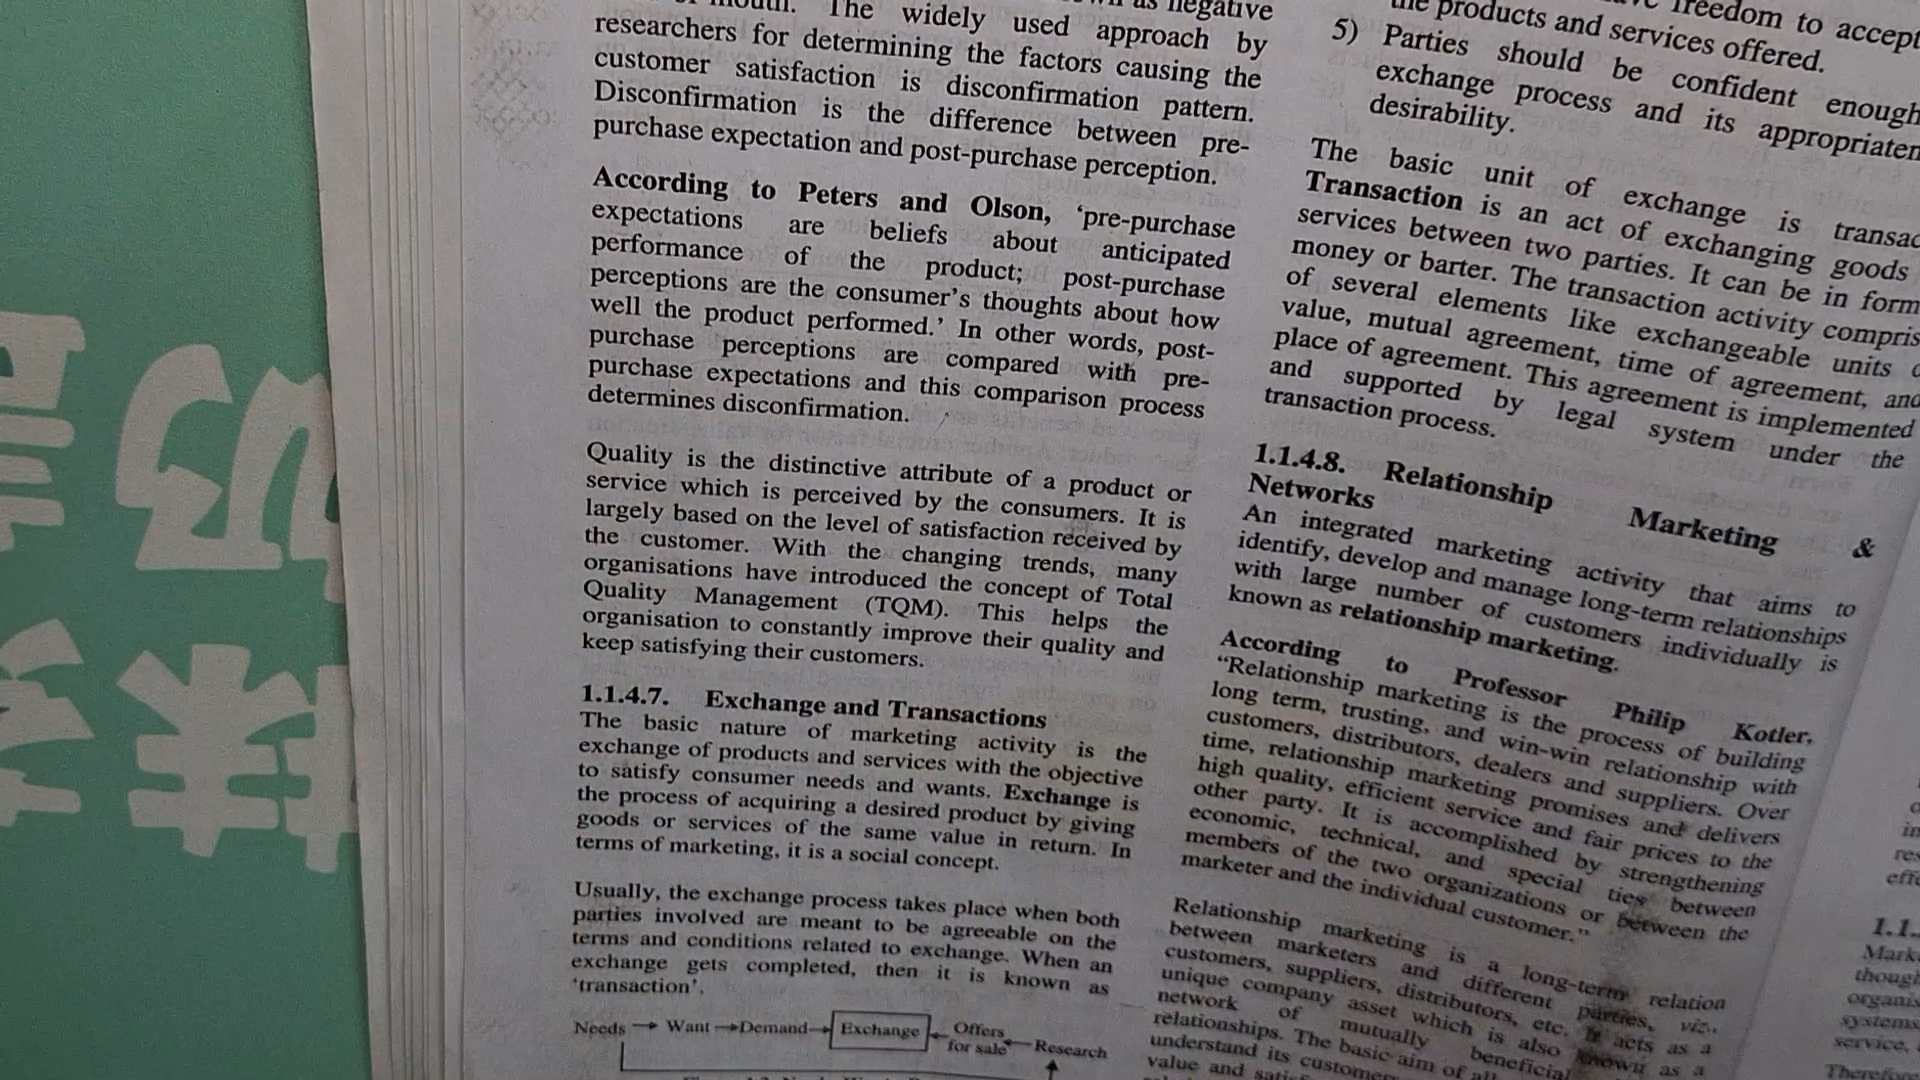 The widely used approach by
researchers for determining the factors causing the
customer satisfaction is disconfirmation pattern.
Disconfirmation is the difference between pre-
purchase expectation and post-purchase perception.
According to Peters and Olson, ‘pre-purchase
expectations are beliefs about anticipated
performance of the product; post-purchase
perceptions are the consumer’s thoughts about how
well the product performed.’ In other words, post-
purchase perceptions are compared with pre-
purchase expectations and this comparison process
determines disconfirmation.
Quality is the distinctive attribute of a product or
service which is perceived by the consumers. It is
largely based on the level of satisfaction received by
the customer. With the changing trends, many
organisations have introduced the concept of Total
Quality Management (TQM). This helps the
organisation to constantly improve their quality and
keep satisfying their customers.
1.1.4.7. Exchange and Transactions
The basic nature of marketing activity is the
exchange of products and services with the objective
to satisfy consumer needs and wants. Exchange is
the process of acquiring a desired product by giving
goods or services of the same value in return. In
terms of marketing, it is a social concept.
Usually, the exchange process takes place when both
parties involved are meant to be agreeable on the
terms and conditions related to exchange. When an
exchange gets completed, then it is known as
‘transaction’.
Needs Want Demand Exchange Offers
for sale Research
freedom to accept
the products and services offered.
5) Parties should be confident enough
exchange process and its
desirability.
The basic unit of exchange is
Transaction is an act of exchanging goods
services between two parties. It can be in form
money or barter. The transaction activity
of several elements like exchangeable units
value, mutual agreement, time of agreement, and
place of agreement. This agreement is implemented
and supported by legal system under the
transaction process.
1.1.4.8. Relationship Marketing &
Networks
An integrated marketing activity that aims to
identify, develop and manage long-term relationships
with large number of customers individually is
known as relationship marketing.
According to Professor Philip Kotler,
“Relationship marketing is the process of building
long term, trusting, and win-win relationship with
customers, distributors, dealers and suppliers. Over
time, relationship marketing promises and delivers
high quality, efficient service and fair prices to the
other party. It is accomplished by strengthening
economic, technical, and special ties between
members of the two organizations or between the
marketer and the individual customer.”
Relationship marketing is a long-term relation
between marketers and different parties, viz.,
customers, suppliers, distributors, etc. It acts as a
unique company asset which is also known as a
network of mutually beneficial
relationships. The basic aim of all
understand its customers
value and
1.1.